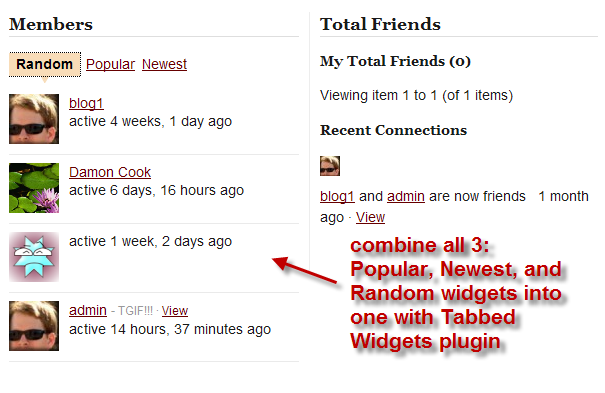 Members
Random Popular Newest
blog1
active 4 weeks, 1 day ago
Damon Cook
active 6 days, 16 hours ago
active 1 week, 2 days ago
admin - TGIF!!! · View
active 14 hours, 37 minutes ago
Total Friends
My Total Friends (0)
Viewing item 1 to 1 (of 1 items)
Recent Connections
blog1 and admin are now friends 1 month
ago · View
combine all 3:
Popular, Newest, and
Random widgets into
one with Tabbed
Widgets plugin